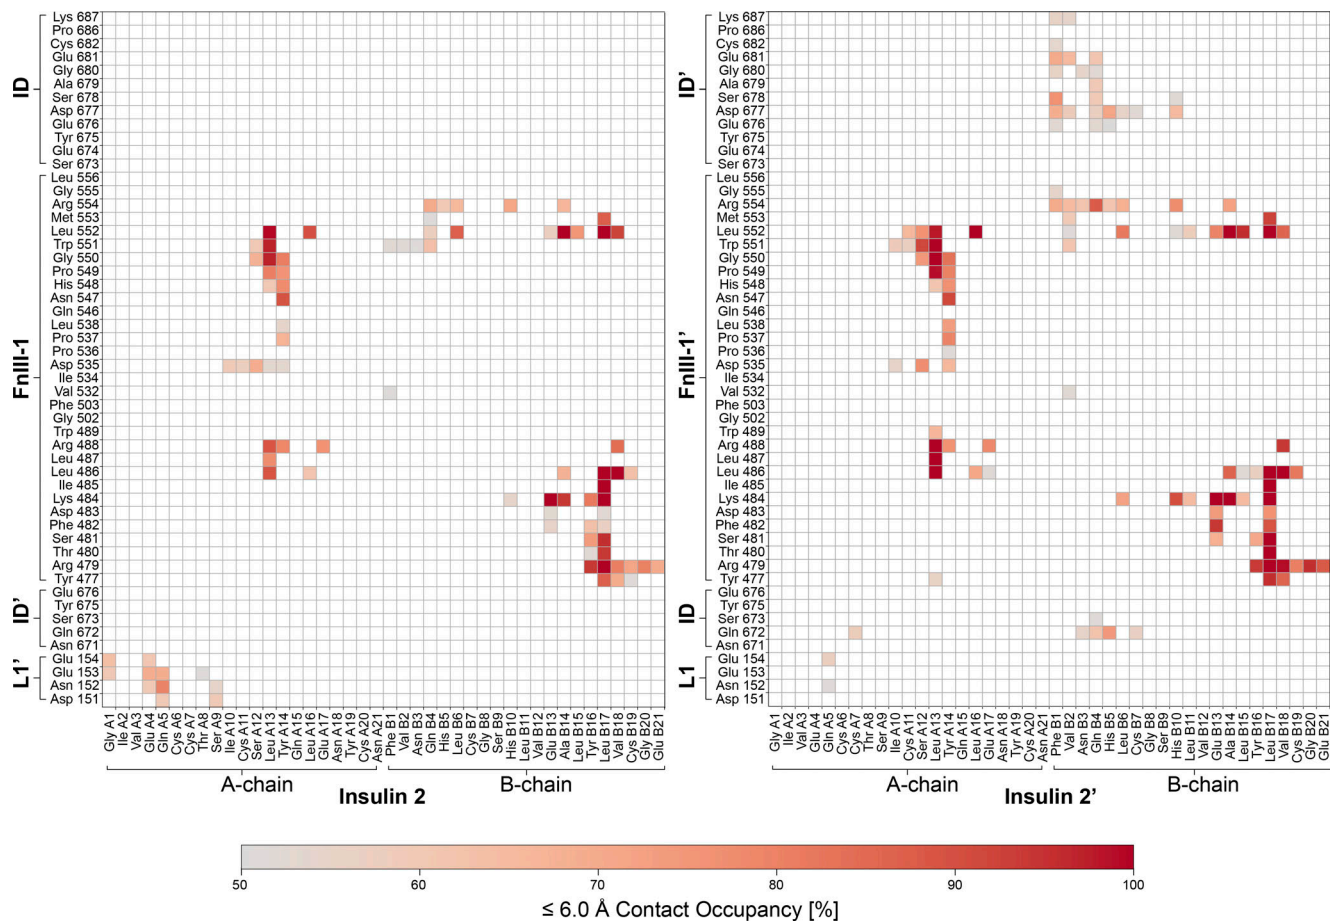 ID
FnIII-1
ID’
L1’
Lys 687
Pro 686
Cys 682
Glu 681
Gly 680
Ala 679
Ser 678
Asp 677
Glu 676
Tyr 675
Glu 674
Ser 673
Leu 556
Gly 555
Arg 554
Met 553
Leu 552
Trp 551
Gly 550
Pro 549
His 548
Asn 547
Gln 546
Leu 538
Pro 537
Pro 536
Asp 535
Ile 534
Val 532
Phe 503
Gly 502
Trp 489
Arg 488
Leu 487
Leu 486
Ile 485
Lys 484
Asp 483
Phe 482
Ser 481
Thr 480
Arg 479
Tyr 477
Glu 676
Tyr 675
Ser 673
Gln 672
Asn 671
Glu 154
Glu 153
Asn 152
Asp 151
Gly A1
Ile A2
Val A3
Glu A4
Gln A5
Cys A6
Cys A7
Thr A8
Ser A9
Ile A10
Cys A11
Ser A12
Leu A13
Tyr A14
Gln A15
Leu A16
Glu A17
Asn A18
Tyr A19
Cys A20
Asn A21
Phe B1
Val B2
Asn B3
Gln B4
His B5
Leu B6
Cys B7
Gly B8
Ser B9
His B10
Leu B11
Val B12
Glu B13
Ala B14
Leu B15
Tyr B16
Leu B17
Val B18
Cys B19
Gly B20
Glu B21
A-chain
B-chain
Insulin 2
ID’
FnIII-1’
ID
L1
Lys 687
Pro 686
Cys 682
Glu 681
Gly 680
Ala 679
Ser 678
Asp 677
Glu 676
Tyr 675
Glu 674
Ser 673
Leu 556
Gly 555
Arg 554
Met 553
Leu 552
Trp 551
Gly 550
Pro 549
His 548
Asn 547
Gln 546
Leu 538
Pro 537
Pro 536
Asp 535
Ile 534
Val 532
Phe 503
Gly 502
Trp 489
Arg 488
Leu 487
Leu 486
Ile 485
Lys 484
Asp 483
Phe 482
Ser 481
Thr 480
Arg 479
Tyr 477
Glu 676
Tyr 675
Ser 673
Gln 672
Asn 671
Glu 154
Glu 153
Asn 152
Asp 151
Gly A1
Ile A2
Val A3
Glu A4
Gln A5
Cys A6
Cys A7
Thr A8
Ser A9
Ile A10
Cys A11
Ser A12
Leu A13
Tyr A14
Gln A15
Leu A16
Glu A17
Asn A18
Tyr A19
Cys A20
Asn A21
Phe B1
Val B2
Asn B3
Gln B4
His B5
Leu B6
Cys B7
Gly B8
Ser B9
His B10
Leu B11
Val B12
Glu B13
Ala B14
Leu B15
Tyr B16
Leu B17
Val B18
Cys B19
Gly B20
Glu B21
A-chain
B-chain
Insulin 2’
50 60 70 80 90 100
≤ 6.0 Å Contact Occupancy [%]